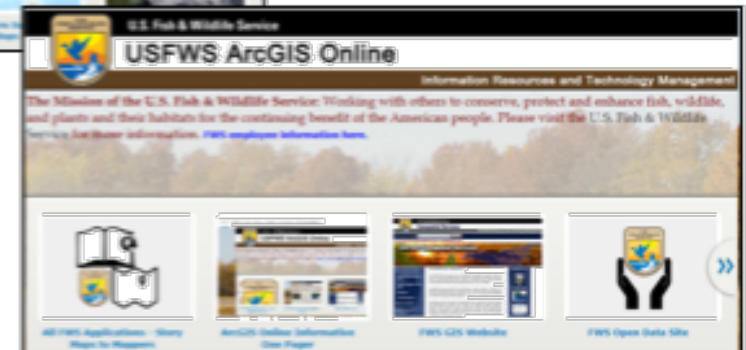 U.S. Fish & Wildlife Service
USFWS ArcGIS Online
Information Resources and Technology Management
The Mission of the U.S. Fish & Wildlife Service: Working with others to conserve, protect and enhance fish, wildlife,
and plants and their habitats for the continuing benefit of the American people. Please visit the U.S. Fish & Wildlife
Service for more information. FWS employee information here.
USFWS ArcGIS Online
All FWS Applications - Story
Maps to Mappers
ArcGIS Online Informative
One Pager
FWS GIS Website
FWS Open Data Site